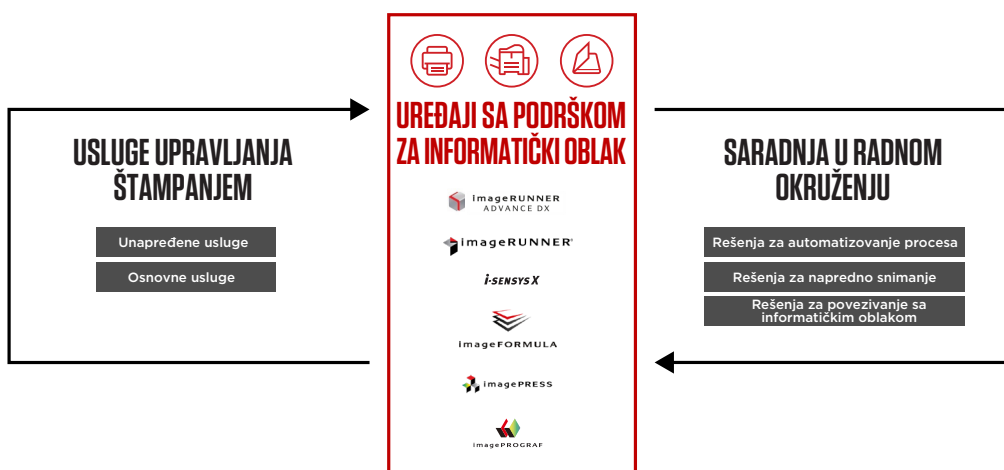 USLUGE UPRAVLJANJA
ŠTAMPANJEM
Unapređene usluge
Osnovne usluge
UREĐAJI SA PODRŠKOM
ZA INFORMATIČKI OBLAK
imageRUNNER
ADVANCE DX
imageRUNNER
i-SENSYS X
imageFORMULA
imagePRESS
imagePROGRAF
SARADNJA U RADNOM
OKRUŽENJU
Rešenja za automatizovanje procesa
Rešenja za napredno snimanje
Rešenja za povezivanje sa
informatičkim oblakom